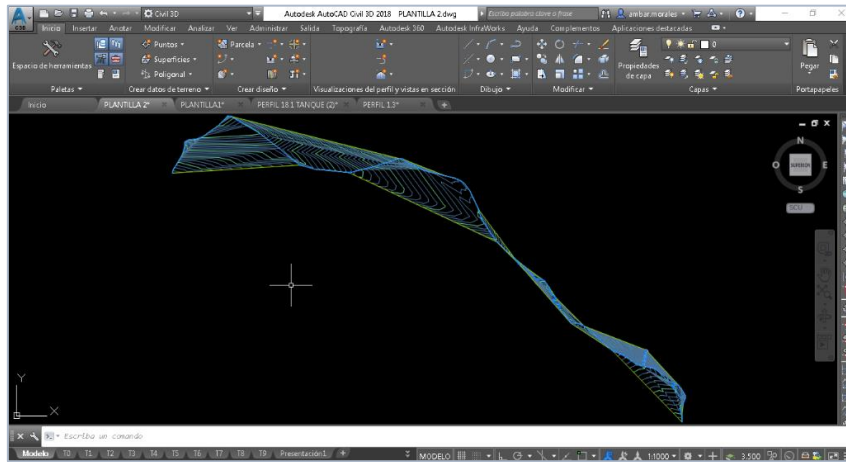 Civil 3D
Autodesk AutoCAD Civil 3D 2018 PLANTILLA 2.dwg
Escriba palabra clave o frase
ambar.morales
Inicio Insertar Anotar Modificar Analizar Ver Administrar Salida Topografía Autodesk 360 Autodesk InfraWorks Ayuda Complementos Aplicaciones destacadas
Espacio de herramientas
Puntos
Superficies
Poligonal
Parcela
Propiedades de capa
0
Pegar
Paletas Crear datos de terreno Crear diseño Visualizaciones del perfil y vistas en sección Dibujo Modificar Capas Portapapeles
Inicio PLANTILLA 2* PLANTILLA1* PERFIL 18.1 TANQUE (2)* PERFIL 1.3*
N
O SUPERIOR E
S
Y
X
Escriba un comando
Modelo T0 T1 T2 T3 T4 T5 T6 T7 T8 T9 Presentación1 MODELO 1:1000 3.500